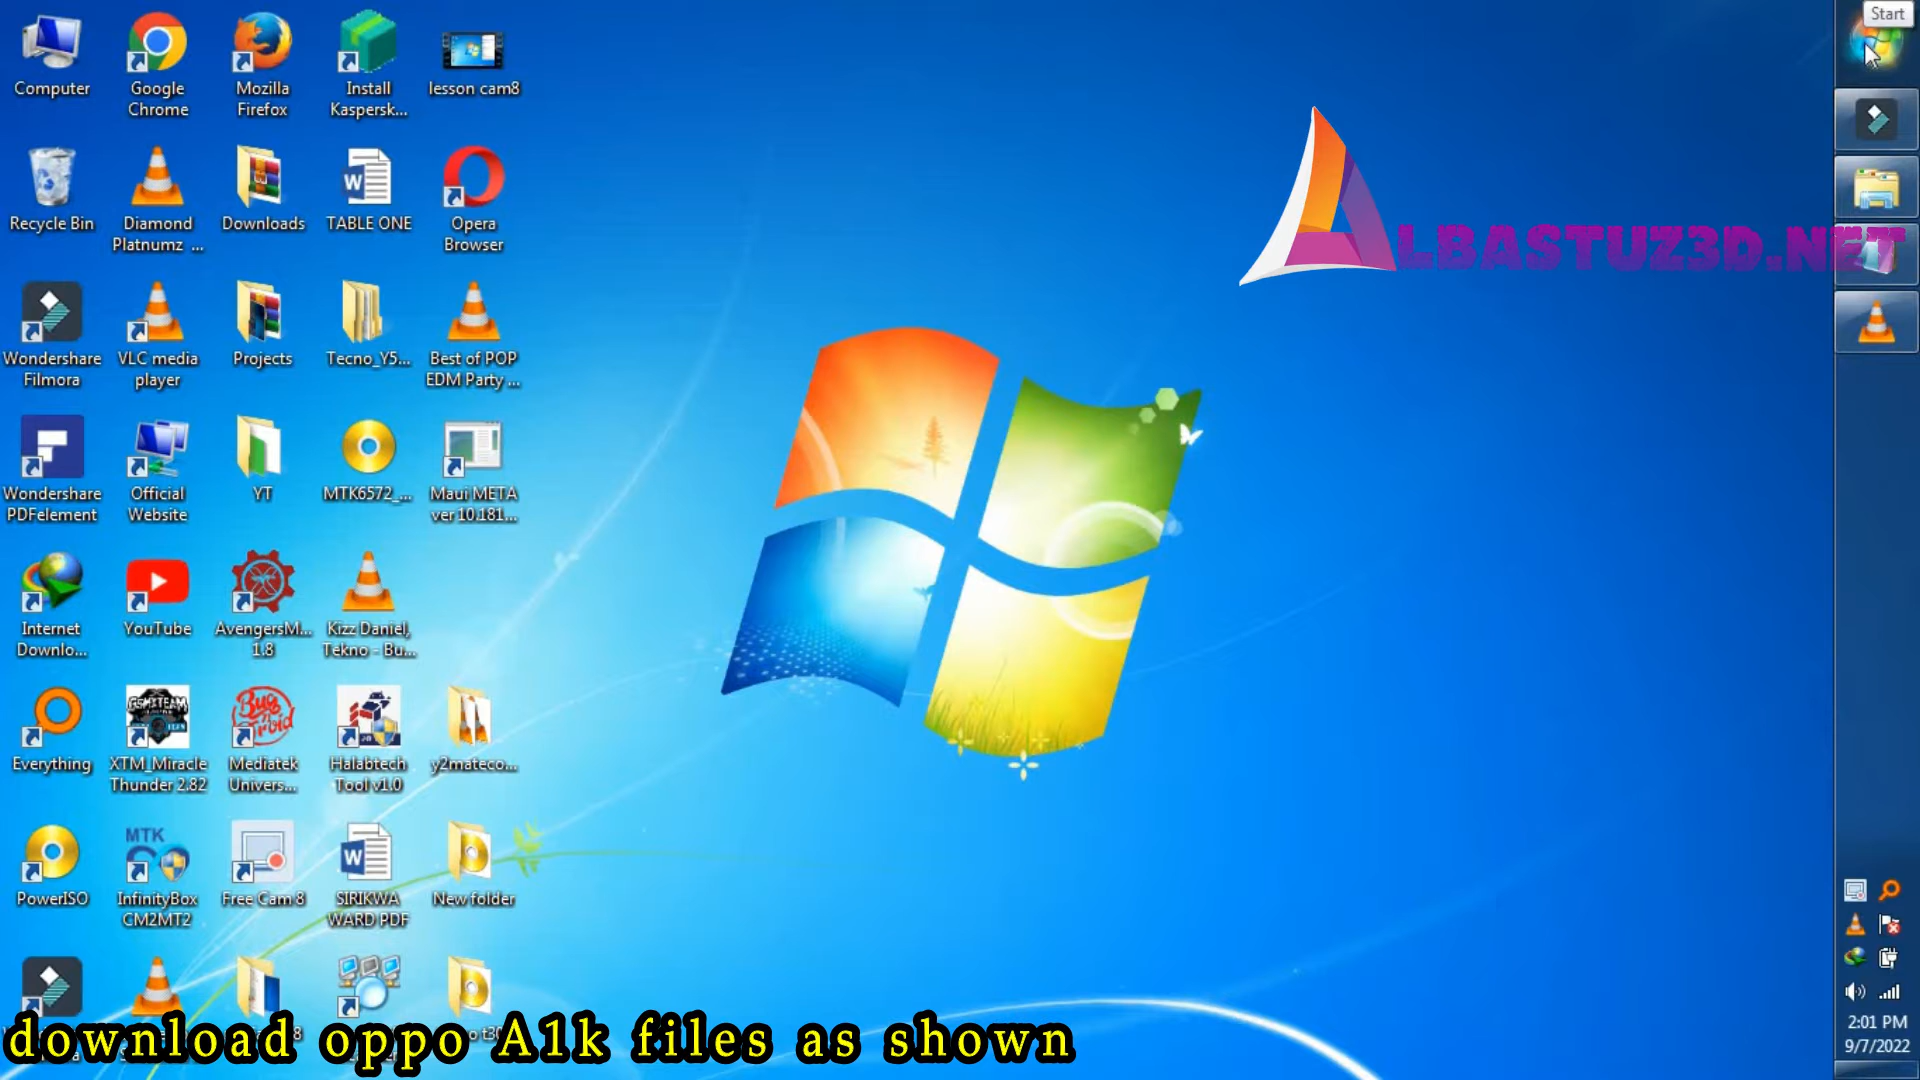 Start
Computer
Google
Chrome
Mozilla
Firefox
Install
Kaspersk...
lesson cam8
ALBASTUZ3D.NET
Recycle Bin
Diamond
Platnumz ...
Downloads
TABLE ONE
Opera
Browser
Wondershare
Filmora
VLC media
player
Projects
Tecno_Y5...
Best of POP
EDM Party ...
Wondershare
PDFelement
Official
Website
YT
MTK6572_...
Maui META
ver 10.181...
Internet
Downlo...
YouTube
AvengersM...
1.8
Kizz Daniel,
Tekno - Bu...
Everything
XTM_Miracle
Thunder 2.82
Mediatek
Univers...
Halabtech
Tool v1.0
y2mateco...
PowerISO
MTK
InfinityBox
CM2MT2
Free Cam 8
SIRIKWA
WARD PDF
New folder
download oppo A1k files as shown
2:01 PM
9/7/2022